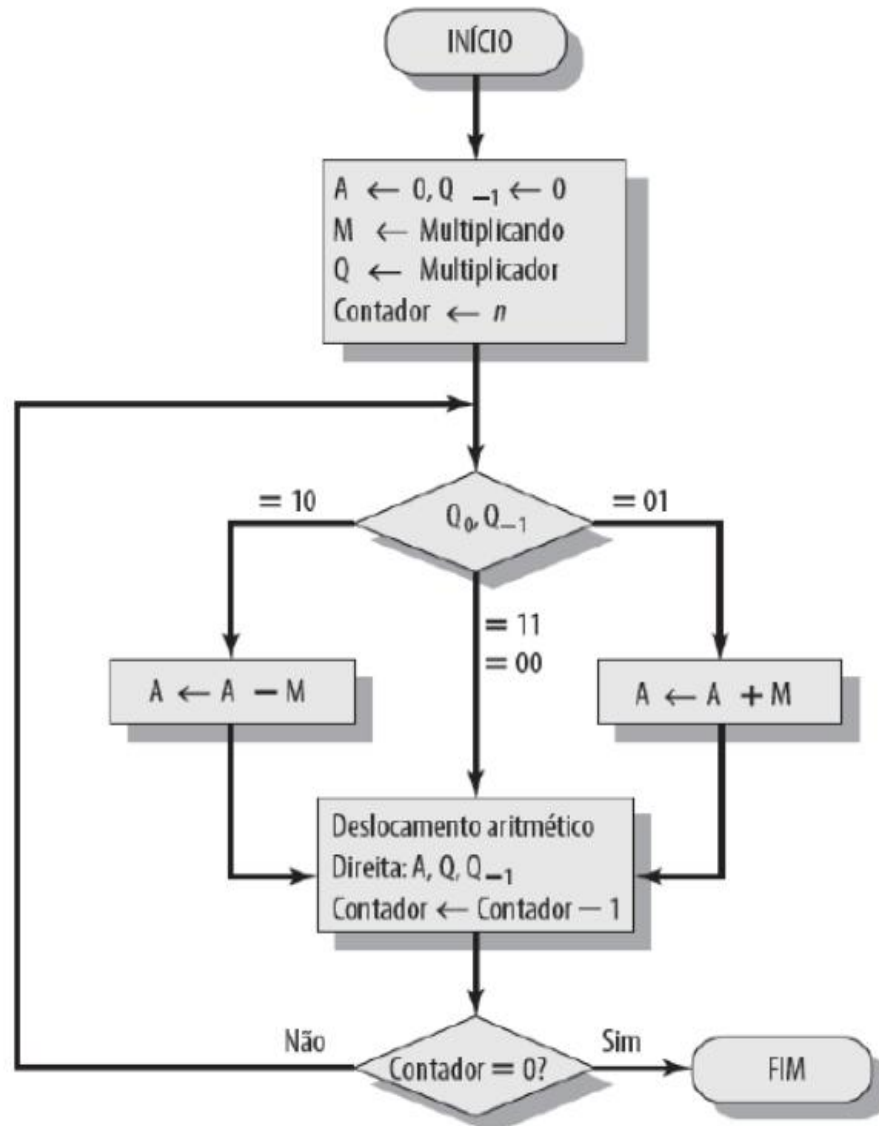 INÍCIO
A ← 0, Q₋₁ ← 0
M ← Multiplicando
Q ← Multiplicador
Contador ← n
= 10
Q₀, Q₋₁
= 01
= 11
= 00
A ← A − M
A ← A + M
Deslocamento aritmético
Direita: A, Q, Q₋₁
Contador ← Contador − 1
Não
Contador = 0?
Sim
FIM